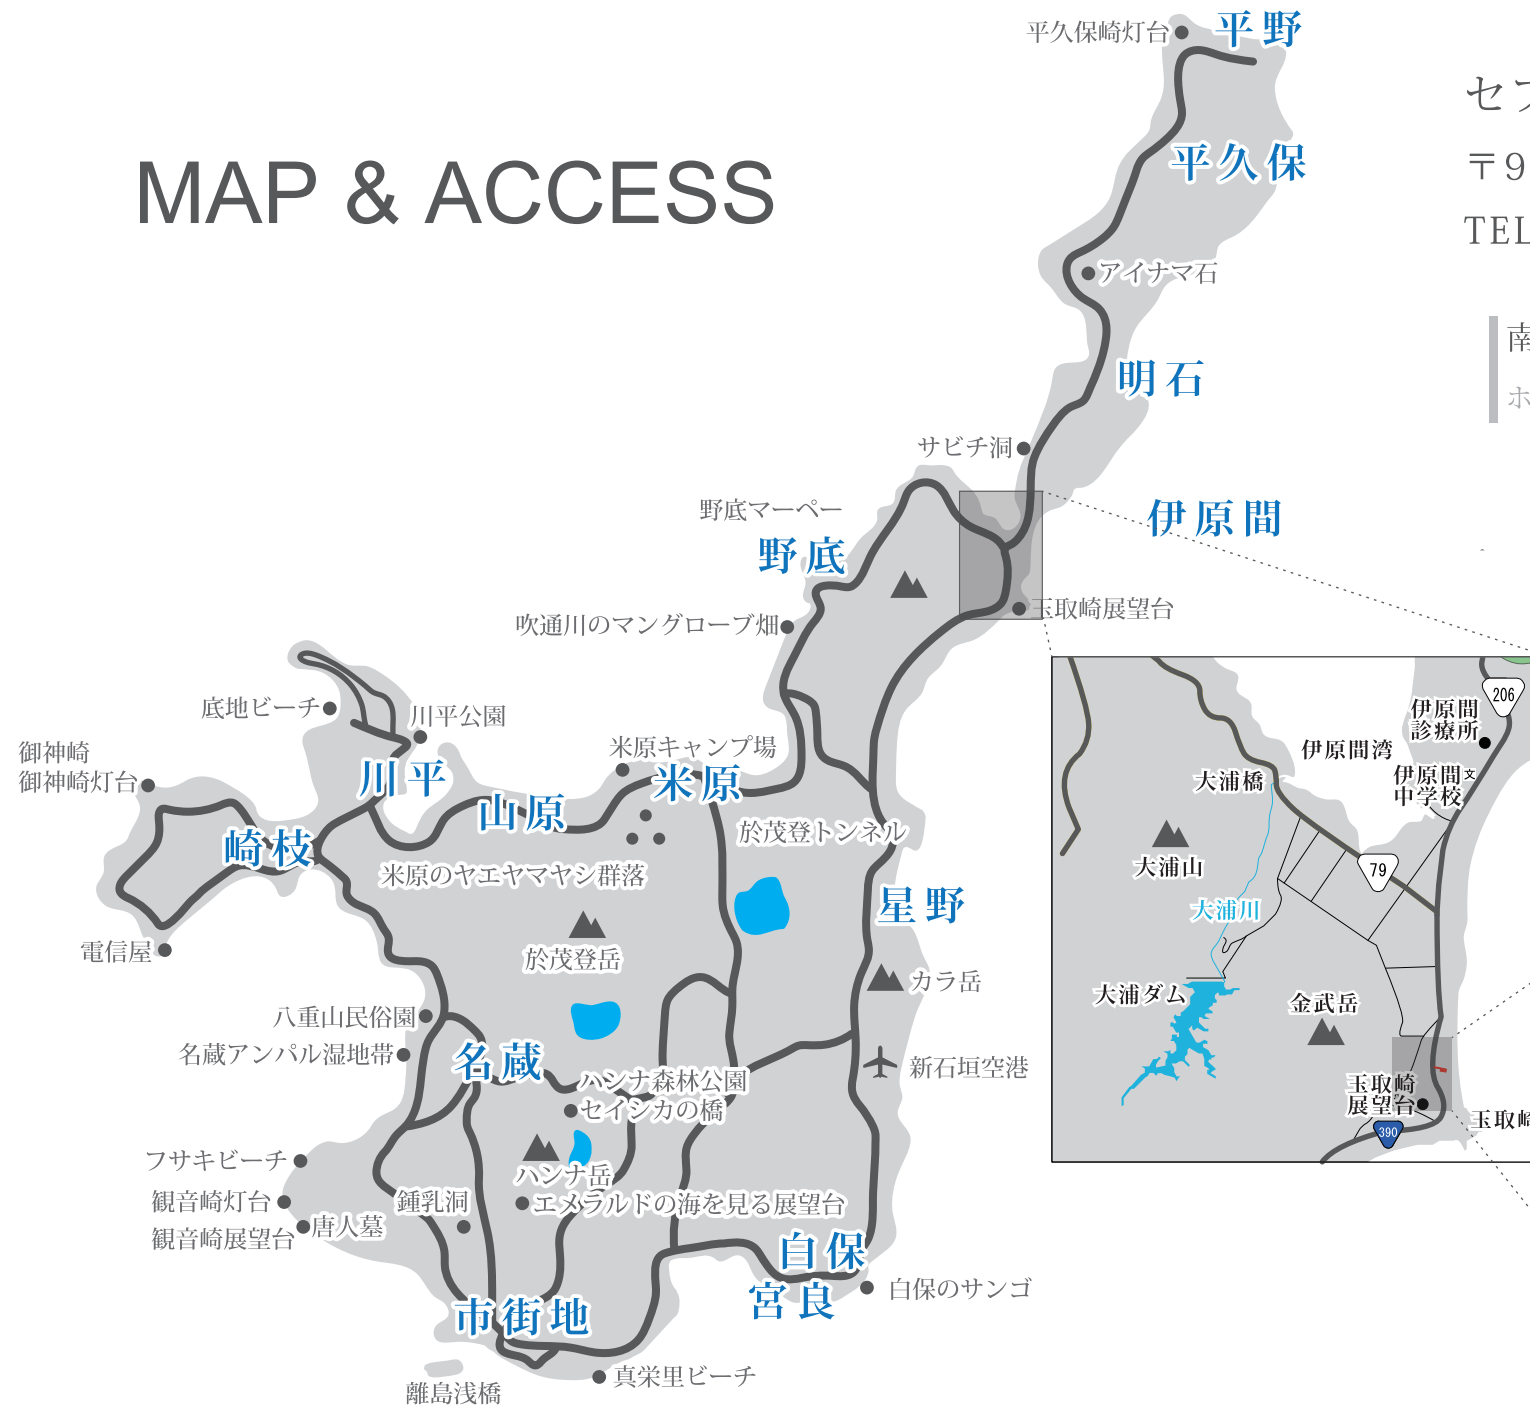 平久保崎灯台
平野
セブ
MAP & ACCESS
平久保
〒9
TEL
アイナマ石
南
ホ
明石
サビチ洞
野底マーペー
伊原間
野底
玉取崎展望台
吹通川のマングローブ畑
底地ビーチ
川平公園
米原キャンプ場
御神崎
御神崎灯台
川平
米原
山原
崎枝
於茂登トンネル
米原のヤエヤマヤシ群落
星野
電信屋
於茂登岳
カラ岳
八重山民俗園
名蔵アンパル湿地帯
名蔵
新石垣空港
ハンナ森林公園
セイシカの橋
フサキビーチ
ハンナ岳
観音崎灯台
鍾乳洞
エメラルドの海を見る展望台
観音崎展望台
唐人墓
白保
宮良
白保のサンゴ
市街地
真栄里ビーチ
離島浅橋
206
伊原間
診療所
伊原間湾
大浦橋
伊原間文
中学校
大浦山
79
大浦川
大浦ダム
金武岳
玉取崎
展望台
390
玉取崎